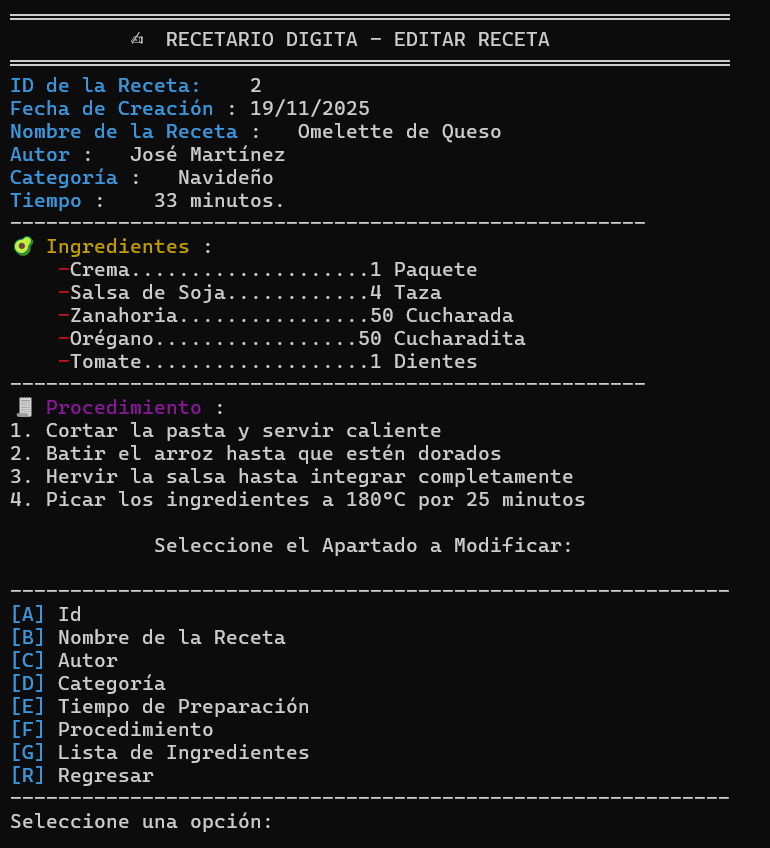 ✍ RECETARIO DIGITA - EDITAR RECETA
ID de la Receta: 2
Fecha de Creación : 19/11/2025
Nombre de la Receta : Omelette de Queso
Autor : José Martínez
Categoría : Navideño
Tiempo : 33 minutos.
-----------------------------------------------------
🥑 Ingredientes :
-Crema....................1 Paquete
-Salsa de Soja............4 Taza
-Zanahoria................50 Cucharada
-Orégano.................50 Cucharadita
-Tomate...................1 Dientes
-----------------------------------------------------
🧾 Procedimiento :
1. Cortar la pasta y servir caliente
2. Batir el arroz hasta que estén dorados
3. Hervir la salsa hasta integrar completamente
4. Picar los ingredientes a 180°C por 25 minutos
Seleccione el Apartado a Modificar:
------------------------------------------------------------
[A] Id
[B] Nombre de la Receta
[C] Autor
[D] Categoría
[E] Tiempo de Preparación
[F] Procedimiento
[G] Lista de Ingredientes
[R] Regresar
------------------------------------------------------------
Seleccione una opción: